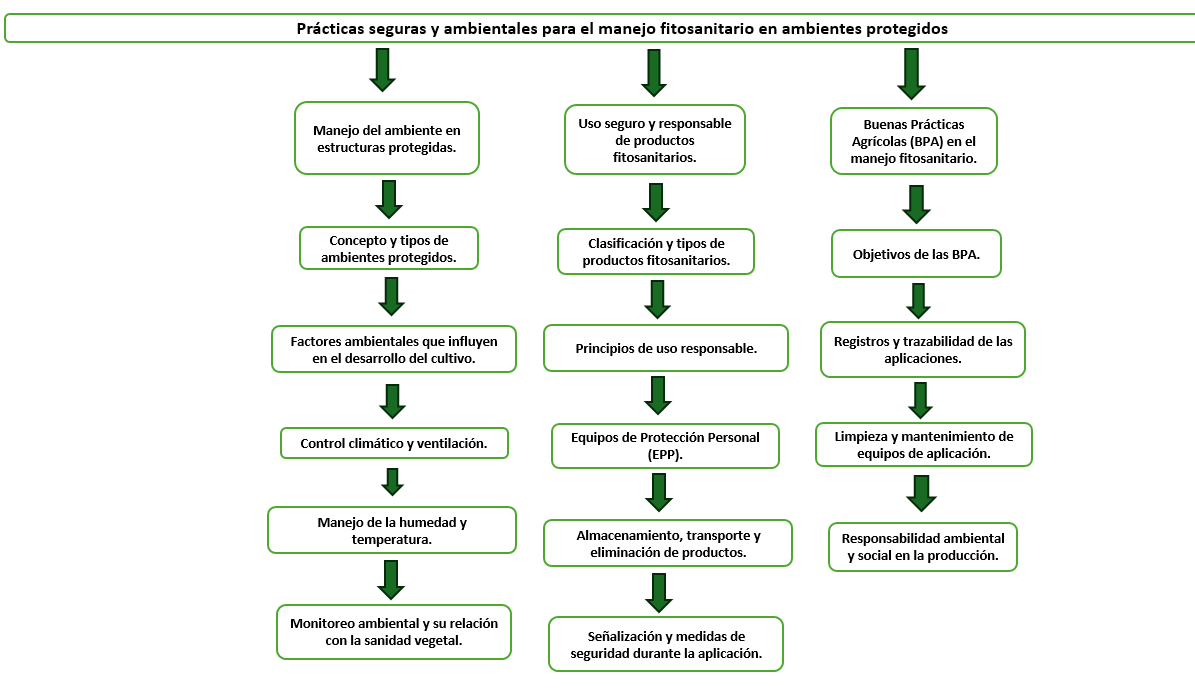 Prácticas seguras y ambientales para el manejo fitosanitario en ambientes protegidos
Manejo del ambiente en
estructuras protegidas.
Concepto y tipos de
ambientes protegidos.
Factores ambientales que influyen
en el desarrollo del cultivo.
Control climático y ventilación.
Manejo de la humedad y
temperatura.
Monitoreo ambiental y su relación
con la sanidad vegetal.
Uso seguro y responsable
de productos
fitosanitarios.
Clasificación y tipos de
productos fitosanitarios.
Principios de uso responsable.
Equipos de Protección Personal
(EPP).
Almacenamiento, transporte y
eliminación de productos.
Señalización y medidas de
seguridad durante la aplicación.
Buenas Prácticas
Agrícolas (BPA) en el
manejo fitosanitario.
Objetivos de las BPA.
Registros y trazabilidad de las
aplicaciones.
Limpieza y mantenimiento de
equipos de aplicación.
Responsabilidad ambiental
y social en la producción.